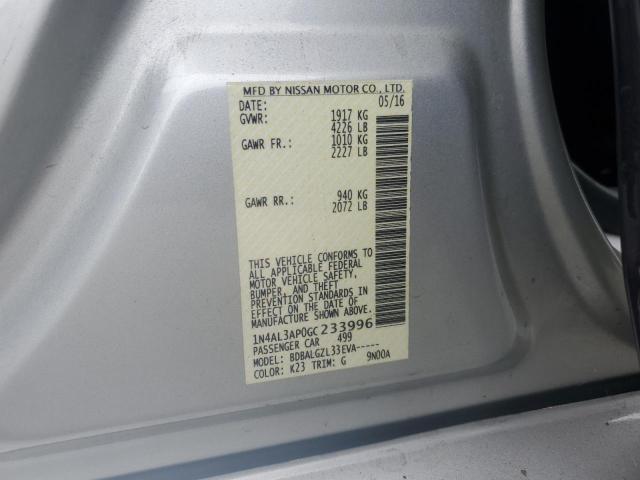 MFD BY NISSAN MOTOR CO., LTD.
DATE: 05/16
GVWR: 1917 KG
4226 LB
GAWR FR.: 1010 KG
2227 LB
GAWR RR.: 940 KG
2072 LB
THIS VEHICLE CONFORMS TO
ALL APPLICABLE FEDERAL
MOTOR VEHICLE SAFETY,
BUMPER, AND THEFT
PREVENTION STANDARDS IN
EFFECT ON THE DATE OF
MANUFACTURE SHOWN ABOVE.
1N4AL3AP0GC233996
PASSENGER CAR 499
MODEL: BDBALGZL33EVA-----
COLOR: K23 TRIM: G 9N00A